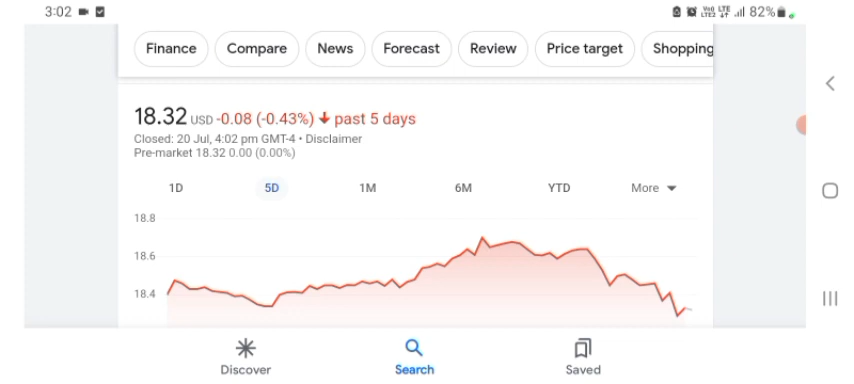 3:02 82%
Finance Compare News Forecast Review Price target Shopping
18.32 USD -0.08 (-0.43%) past 5 days
Closed: 20 Jul, 4:02 pm GMT-4 • Disclaimer
Pre-market 18.32 0.00 (0.00%)
1D 5D 1M 6M YTD More
18.8
18.6
18.4
Discover Search Saved